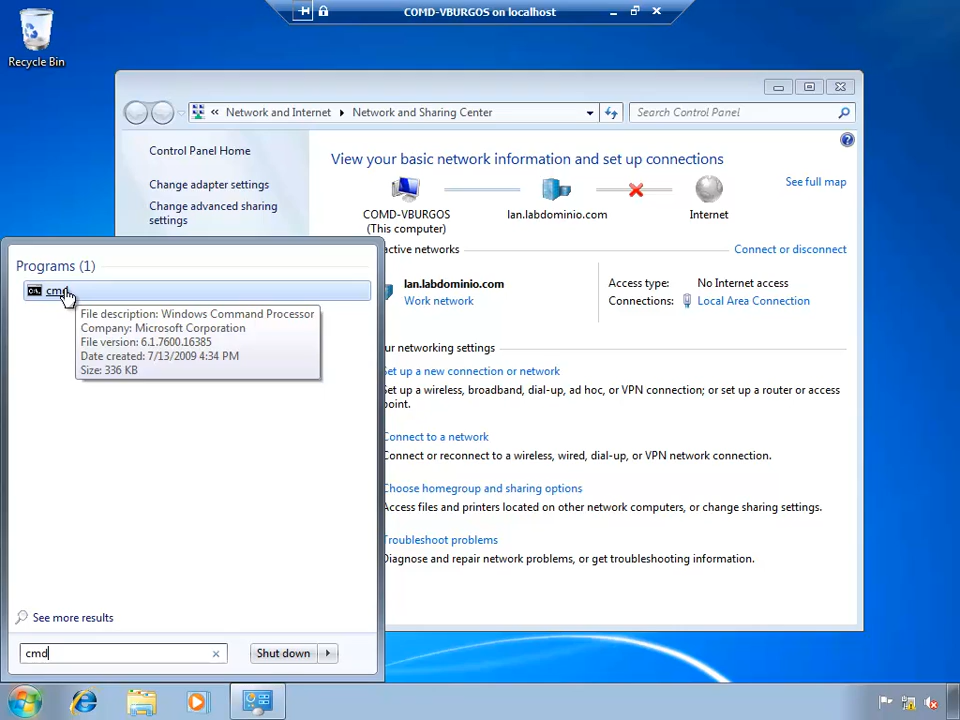 COMD-VBURGOS on localhost
Recycle Bin
« Network and Internet Network and Sharing Center
Search Control Panel
Control Panel Home
Change adapter settings
Change advanced sharing
settings
View your basic network information and set up connections
See full map
COMD-VBURGOS
(This computer)
lan.labdominio.com
Internet
active networks
Connect or disconnect
lan.labdominio.com
Work network
Access type: No Internet access
Connections: Local Area Connection
ur networking settings
Set up a new connection or network
Set up a wireless, broadband, dial-up, ad hoc, or VPN connection; or set up a router or access
point.
Connect to a network
Connect or reconnect to a wireless, wired, dial-up, or VPN network connection.
Choose homegroup and sharing options
Access files and printers located on other network computers, or change sharing settings.
Troubleshoot problems
Diagnose and repair network problems, or get troubleshooting information.
Programs (1)
C:\.
cmd
File description: Windows Command Processor
Company: Microsoft Corporation
File version: 6.1.7600.16385
Date created: 7/13/2009 4:34 PM
Size: 336 KB
See more results
cmd
Shut down